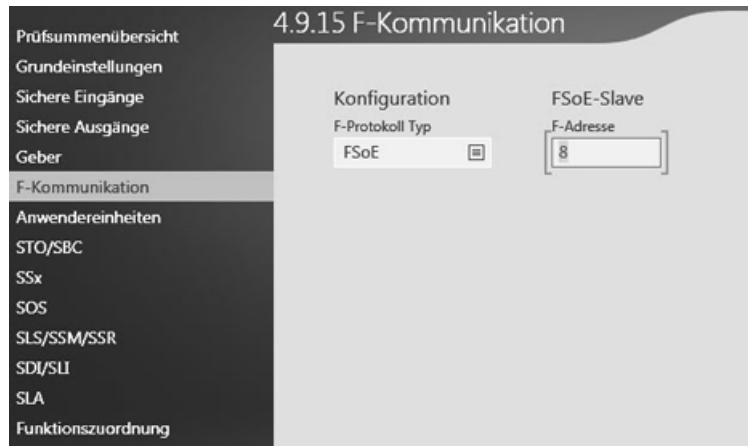 4.9.15 F-Kommunikation
Prüfsummenübersicht
Grundeinstellungen
Sichere Eingänge
Sichere Ausgänge
Geber
F-Kommunikation
Anwendereinheiten
STO/SBC
SSx
SOS
SLS/SSM/SSR
SDI/SLI
SLA
Funktionszuordnung
Konfiguration
F-Protokoll Typ
FSoE
FSoE-Slave
F-Adresse
8